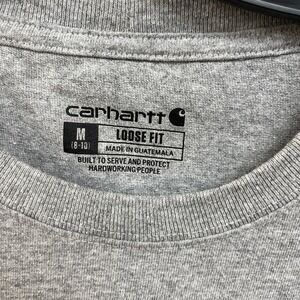 carhartt
M LOOSE FIT
(8-10) MADE IN GUATEMALA
BUILT TO SERVE AND PROTECT
HARDWORKING PEOPLE